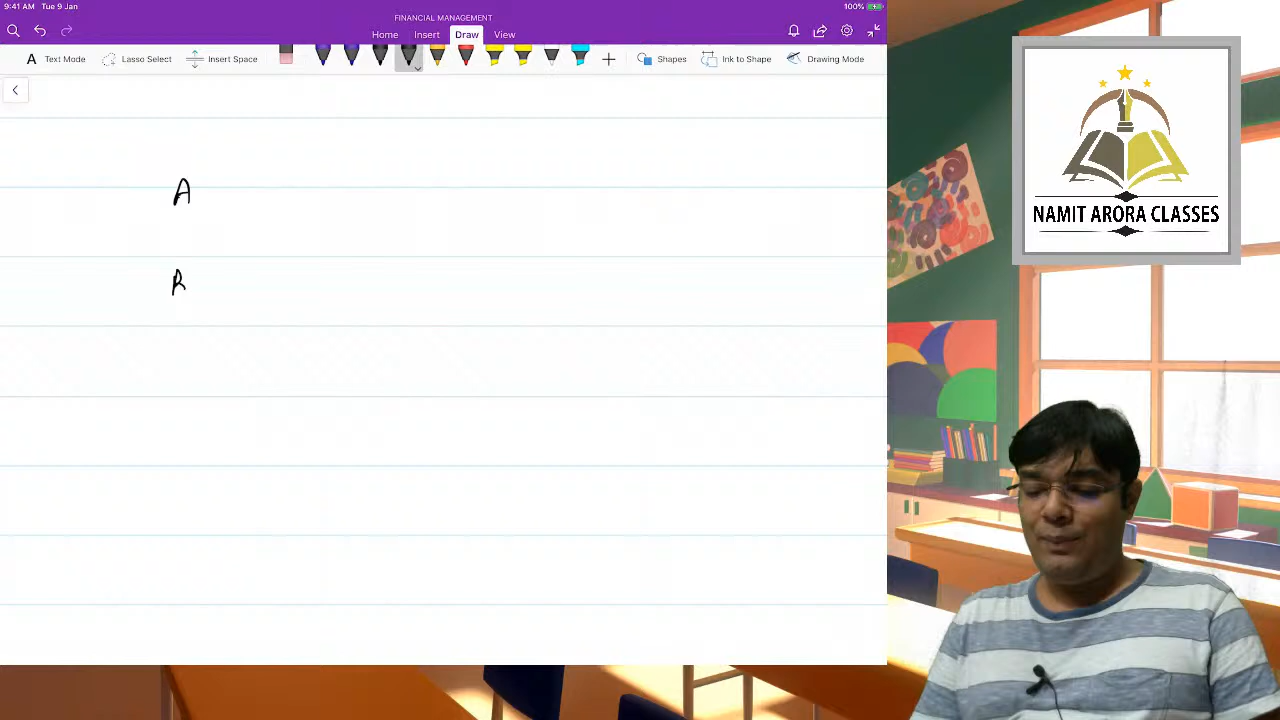 9:41 AM Tue 9 Jan
100%
FINANCIAL MANAGEMENT
Home Insert Draw View
A Text Mode Lasso Select Insert Space Shapes Ink to Shape Drawing Mode
A
NAMIT ARORA CLASSES